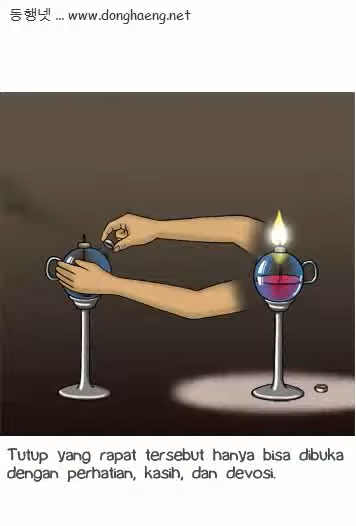 동행넷 ... www.donghaeng.net
Tutup yang rapat tersebut hanya bisa dibuka
dengan perhatian, kasih, dan devosi.